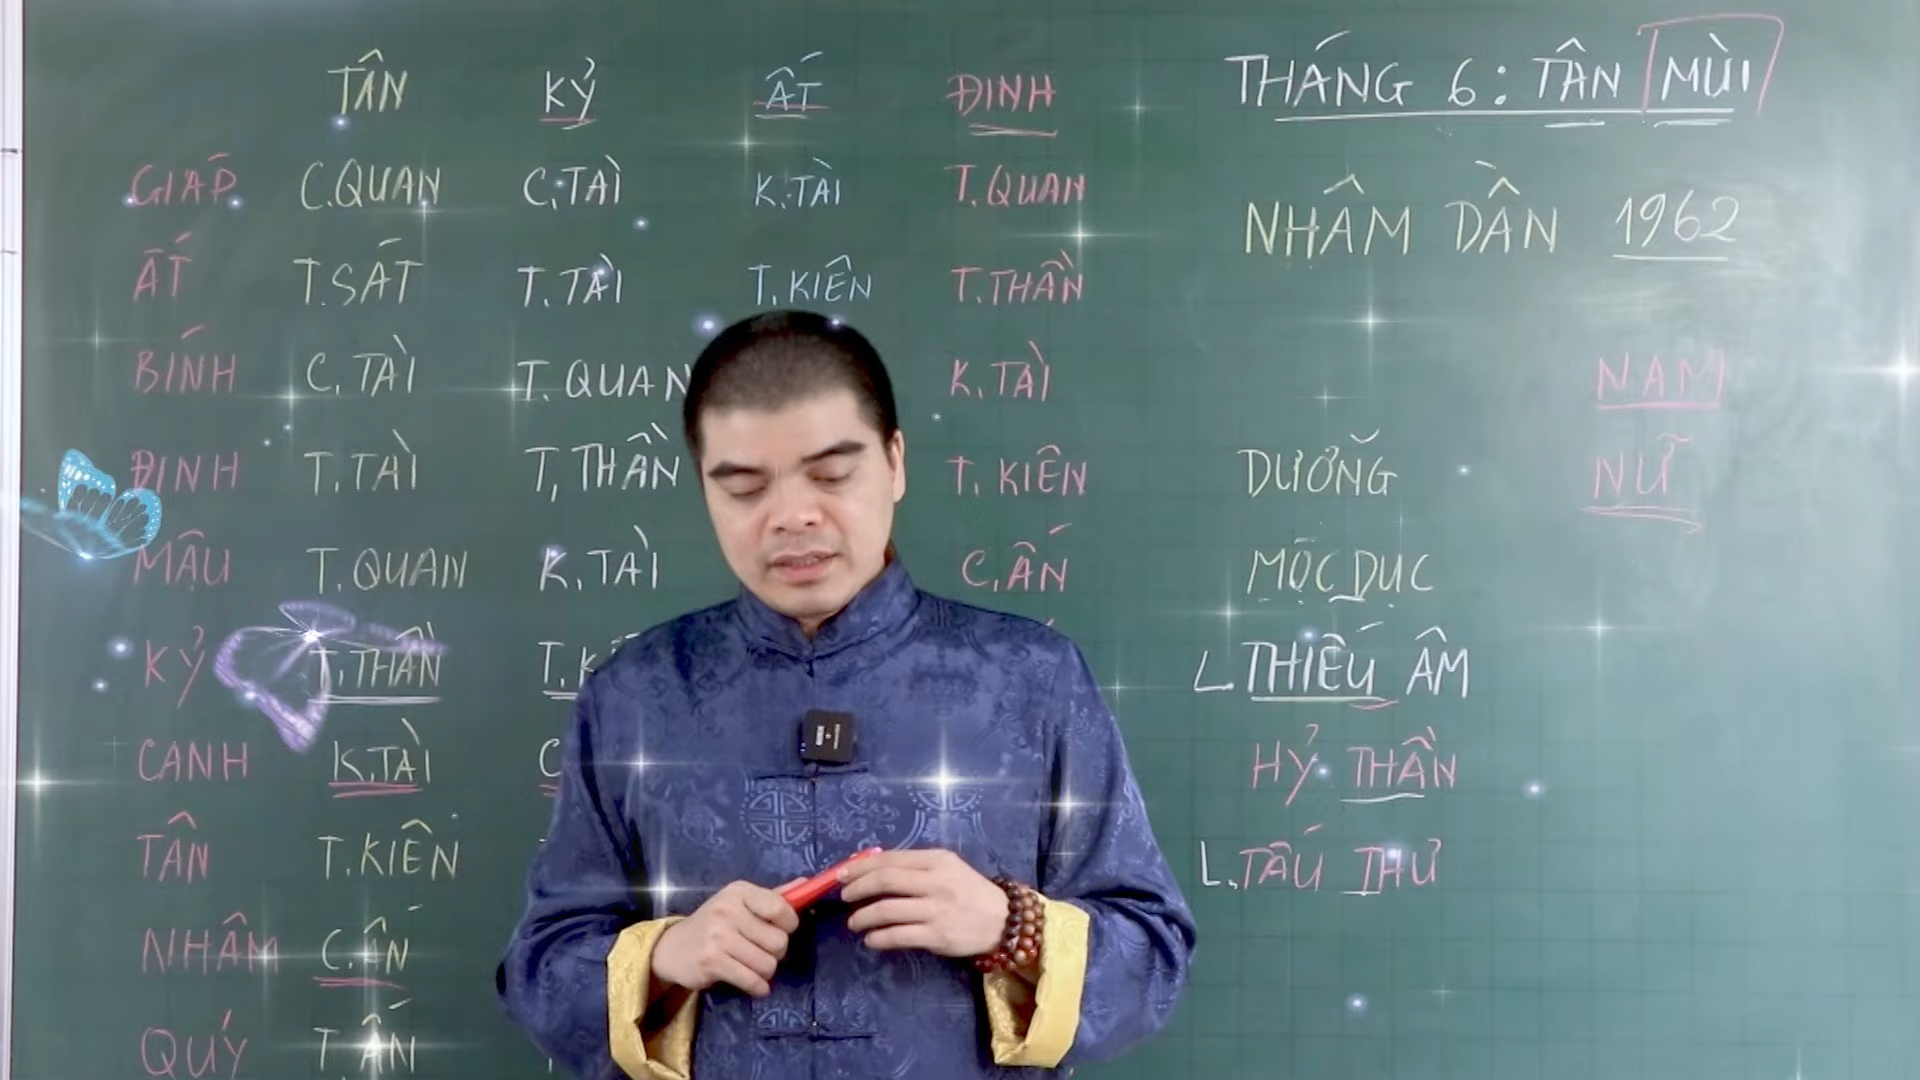 TÂN KỶ ẤT ĐINH
GIÁP C.QUAN C.TÀI K.TÀI T.QUAN
ẤT T.SÁT T.TÀI T.KIÊN T.THẦN
BÍNH C.TÀI T.QUAN K.TÀI
ĐINH T.TÀI T,THẦN T.KIÊN
MẬU T.QUAN K.TÀI C.ẤN
KỶ T.THẦN
CANH K.TÀI
TÂN T.KIÊN
NHÂM C.ẤN
QUÝ T ẤN
THÁNG 6: TÂN MÙI
NHÂM DẦN 1962
NAM
DƯỠNG NỮ
MỘC DỤC
L.THIẾU ÂM
HỶ THẦN
L.TẤU THƯ